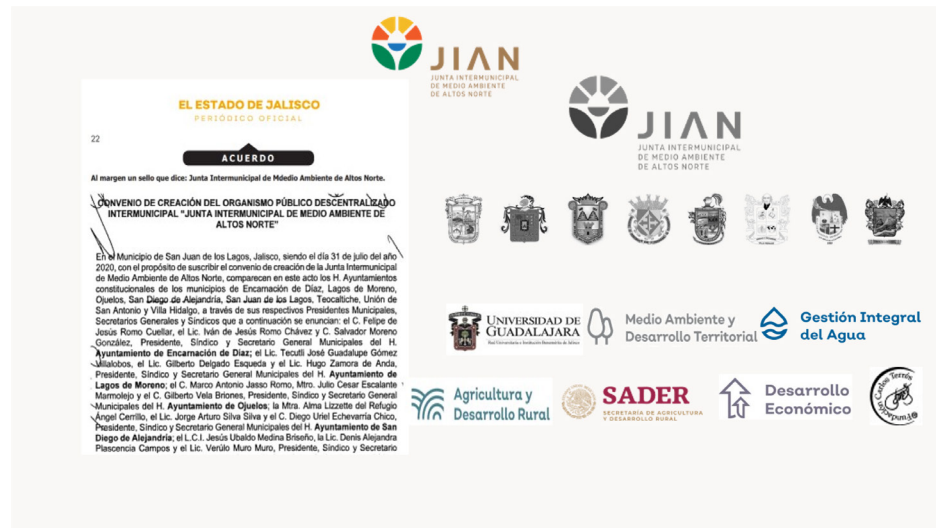 JIAN
JUNTA INTERMUNICIPAL
DE MEDIO AMBIENTE
DE ALTOS NORTE
EL ESTADO DE JALISCO
PERIÓDICO OFICIAL
22
ACUERDO
Al margen un sello que dice: Junta Intermunicipal de Mdedio Ambiente de Altos Norte.
CONVENIO DE CREACIÓN DEL ORGANISMO PÚBLICO DESCENTRALIZADO
INTERMUNICIPAL "JUNTA INTERMUNICIPAL DE MEDIO AMBIENTE DE
ALTOS NORTE"
En el Municipio de San Juan de los Lagos, Jalisco, siendo el día 31 de julio del año
2020, con el propósito de suscribir el convenio de creación de la Junta Intermunicipal
de Medio Ambiente de Altos Norte, comparecen en este acto los H. Ayuntamientos
constitucionales de los municipios de Encarnación de Díaz, Lagos de Moreno,
Ojuelos, San Diego de Alejandria, San Juan de los Lagos, Teocaltiche, Unión de
San Antonio y Villa Hidalgo, a través de sus respectivos Presidentes Municipales,
Secretarios Generales y Síndicos que a continuación se enuncian: el C. Felipe de
Jesús Romo Cuellar, el Lic. Iván de Jesús Romo Chávez y C. Salvador Moreno
González, Presidente, Síndico y Secretario General Municipales del H.
Ayuntamiento de Encarnación de Díaz; el Lic. Tecutli José Guadalupe Gómez
Villalobos, el Lic. Gilberto Delgado Esqueda y el Lic. Hugo Zamora de Anda,
Presidente, Síndico y Secretario General Municipales del H. Ayuntamiento de
Lagos de Moreno; el C. Marco Antonio Jasso Romo, Mtro. Julio Cesar Escalante
Marmolejo y el C. Gilberto Vela Briones, Presidente, Síndico y Secretario General
Municipales del H. Ayuntamiento de Ojuelos; la Mtra. Alma Lizzette del Refugio
Ángel Cerrillo, el Lic. Jorge Arturo Silva Silva y el C. Diego Uriel Echevarría Chico,
Presidente, Síndico y Secretario General Municipales del H. Ayuntamiento de San
Diego de Alejandría; el L.C.I. Jesús Ubaldo Medina Briseño, la Lic. Denis Alejandra
Plascencia Campos y el Lic. Verúlo Muro Muro, Presidente, Síndico y Secretario
JIAN
JUNTA INTERMUNICIPAL
DE MEDIO AMBIENTE
DE ALTOS NORTE
UNIVERSIDAD DE
GUADALAJARA
Red Universitaria e Institución Benemérita de Jalisco
Medio Ambiente y
Desarrollo Territorial
Gestión Integral
del Agua
Agricultura y
Desarrollo Rural
SADER
SECRETARÍA DE AGRICULTURA
Y DESARROLLO RURAL
Desarrollo
Económico
Fundación Carlos Terrés